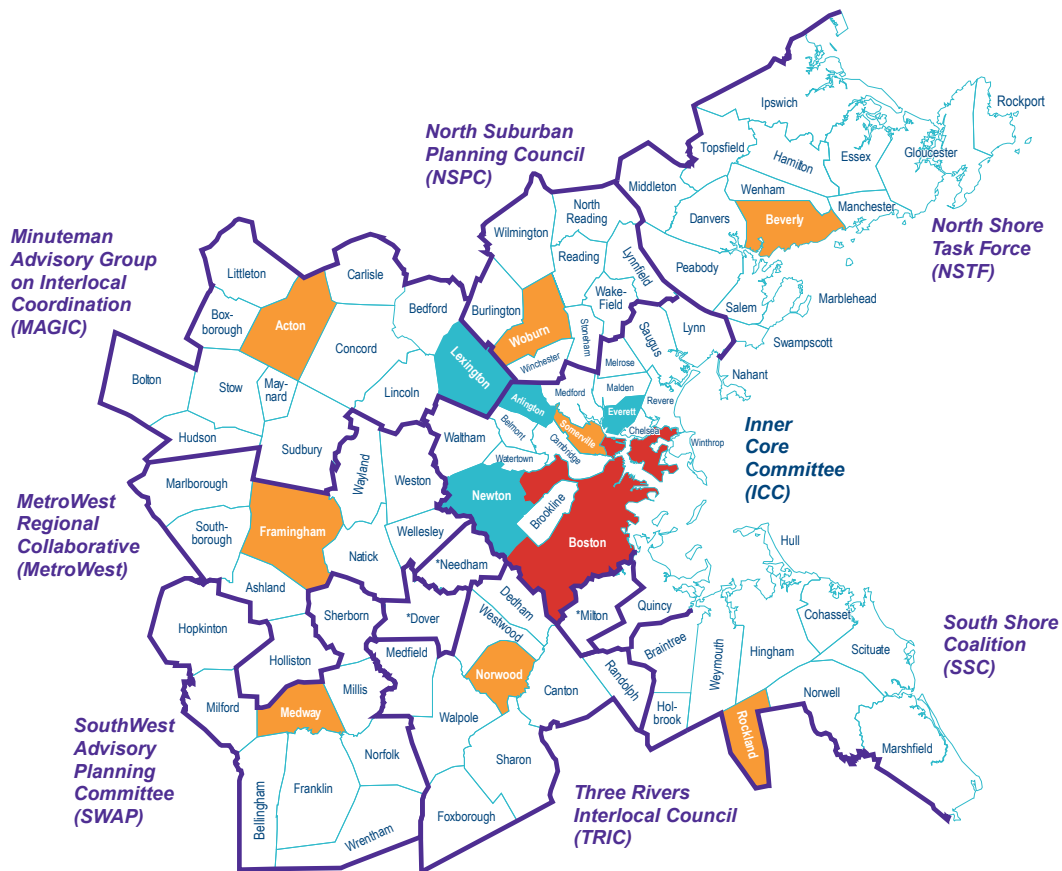 Ipswich
Rockport
North Suburban
Planning Council
(NSPC)
Topsfield
Hamilton
Essex
Gloucester
Middleton
Wenham
Manchester
Danvers
Beverly
North Shore
Task Force
(NSTF)
North
Reading
Wilmington
Reading
Lynnfield
Peabody
Minuteman
Advisory Group
on Interlocal
Coordination
(MAGIC)
Littleton
Carlisle
Bedford
Burlington
Wake-
Field
Salem
Marblehead
Box-
borough
Acton
Woburn
Stoneham
Saugus
Lynn
Swampscott
Concord
Lexington
Winchester
Melrose
Nahant
Bolton
Stow
May-
nard
Lincoln
Arlington
Medford
Malden
Revere
Everett
Hudson
Sudbury
Waltham
Belmont
Somerville
Cambridge
Chelsea
Winthrop
Inner
Core
Committee
(ICC)
Watertown
Marlborough
Wayland
Weston
Newton
Brookline
Boston
MetroWest
Regional
Collaborative
(MetroWest)
South-
borough
Framingham
Natick
Wellesley
*Needham
Hull
Ashland
Sherborn
*Dover
Dedham
Westwood
*Milton
Quincy
Cohasset
Hopkinton
Holliston
Medfield
Braintree
Weymouth
Hingham
Scituate
South Shore
Coalition
(SSC)
Milford
Medway
Millis
Norwood
Canton
Randolph
Hol-
brook
Norwell
Rockland
Walpole
SouthWest
Advisory
Planning
Committee
(SWAP)
Norfolk
Sharon
Marshfield
Bellingham
Franklin
Wrentham
Foxborough
Three Rivers
Interlocal Council
(TRIC)